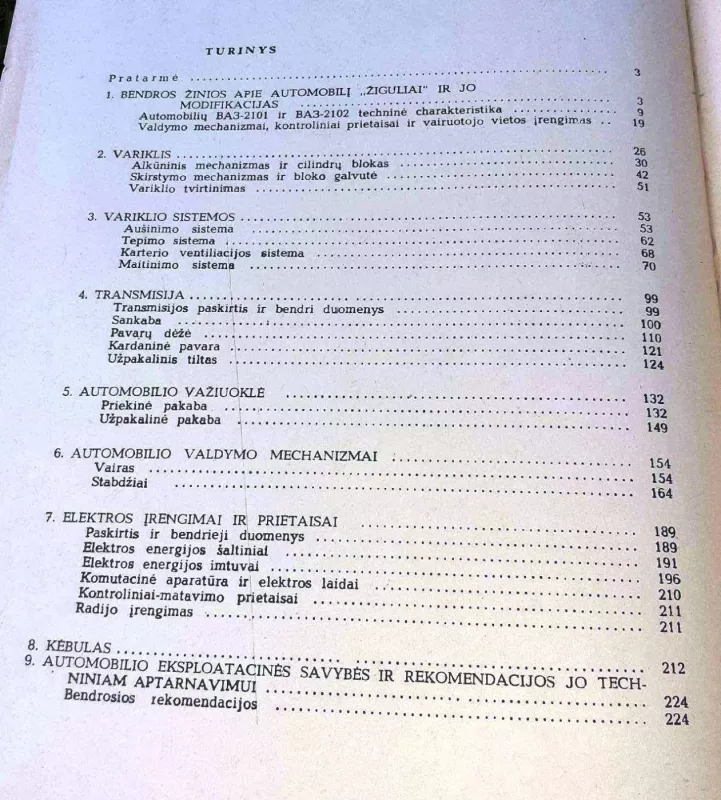 TURINYS
Pratarmė . . . 3
1. BENDROS ŽINIOS APIE AUTOMOBILĮ „ŽIGULIAI" IR JO
MODIFIKACIJAS . . . 3
Automobilių ВАЗ-2101 ir ВАЗ-2102 techninė charakteristika . . . 9
Valdymo mechanizmai, kontroliniai prietaisai ir vairuotojo vietos įrengimas . . 19
2. VARIKLIS . . . 26
Alkūninis mechanizmas ir cilindrų blokas . . . 30
Skirstymo mechanizmas ir bloko galvutė . . . 42
Variklio tvirtinimas . . . 51
3. VARIKLIO SISTEMOS . . . 53
Aušinimo sistema . . . 53
Tepimo sistema . . . 62
Karterio ventiliacijos sistema . . . 68
Maitinimo sistema . . . 70
4. TRANSMISIJA . . . 99
Transmisijos paskirtis ir bendri duomenys . . . 99
Sankaba . . . 100
Pavarų dėžė . . . 110
Kardaninė pavara . . . 121
Užpakalinis tiltas . . . 124
5. AUTOMOBILIO VAŽIUOKLĖ . . . 132
Priekinė pakaba . . . 132
Užpakalinė pakaba . . . 149
6. AUTOMOBILIO VALDYMO MECHANIZMAI . . . 154
Vairas . . . 154
Stabdžiai . . . 164
7. ELEKTROS ĮRENGIMAI IR PRIETAISAI . . . 189
Paskirtis ir bendrieji duomenys . . . 189
Elektros energijos šaltiniai . . . 191
Elektros energijos imtuvai . . . 196
Komutacinė aparatūra ir elektros laidai . . . 210
Kontroliniai-matavimo prietaisai . . . 211
Radijo įrengimas . . . 211
8. KĖBULAS . . . 212
9. AUTOMOBILIO EKSPLOATACINĖS SAVYBĖS IR REKOMENDACIJOS JO TECH-
NINIAM APTARNAVIMUI . . . 224
Bendrosios rekomendacijos . . . 224